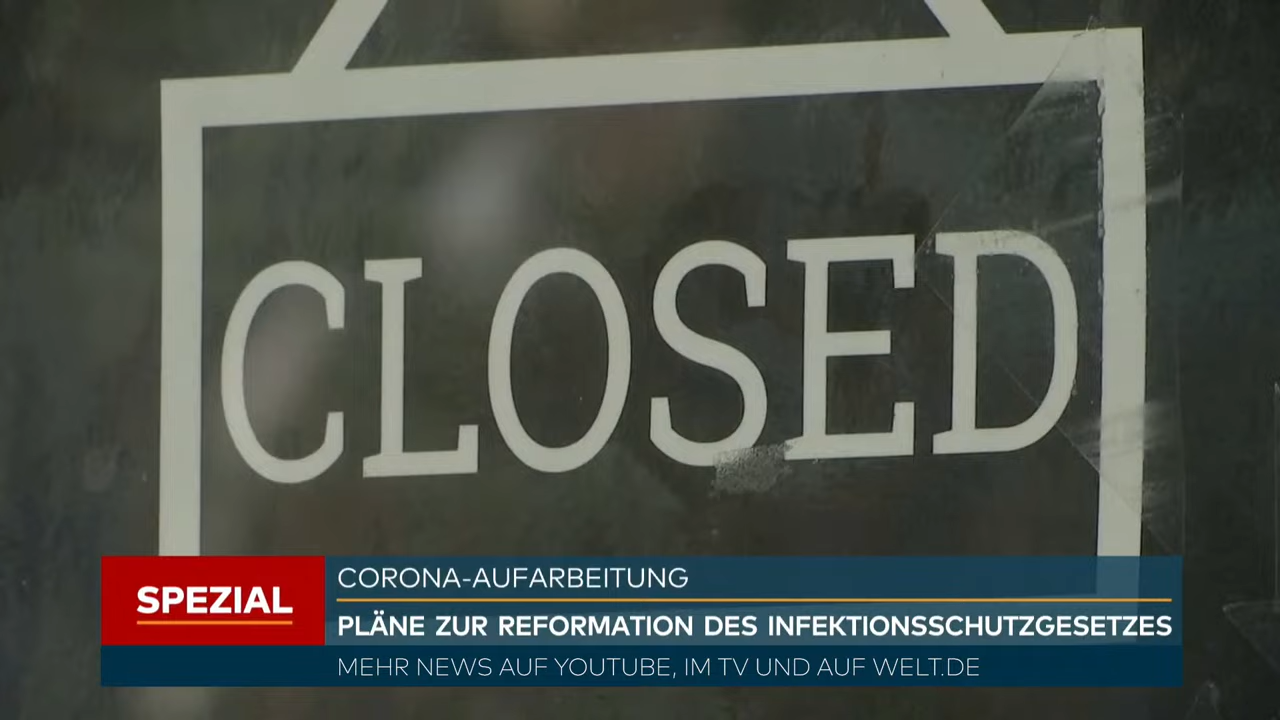 CLOSED
SPEZIAL
CORONA-AUFARBEITUNG
PLÄNE ZUR REFORMATION DES INFEKTIONSSCHUTZGESETZES
MEHR NEWS AUF YOUTUBE, IM TV UND AUF WELT.DE